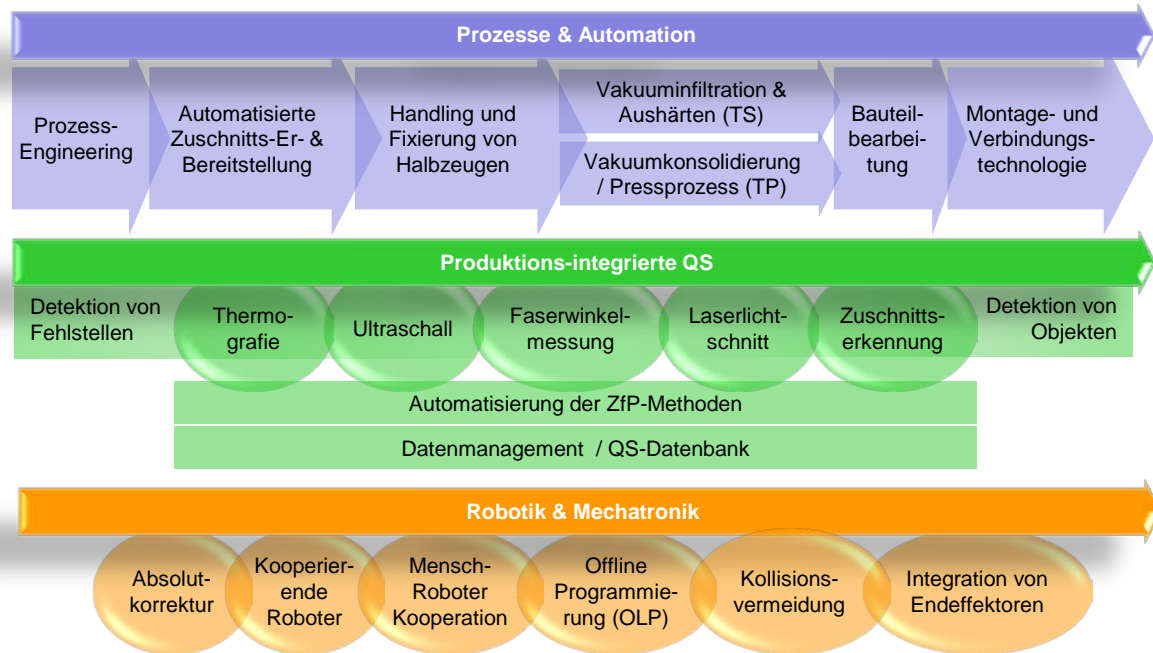 Prozesse & Automation
Prozess-
Engineering
Automatisierte
Zuschnitts-Er- &
Bereitstellung
Handling und
Fixierung von
Halbzeugen
Vakuuminfiltration &
Aushärten (TS)
Vakuumkonsolidierung
/ Pressprozess (TP)
Bauteil-
bearbei-
tung
Montage- und
Verbindungs-
technologie
Produktions-integrierte QS
Detektion von
Fehlstellen
Thermo-
grafie
Ultraschall
Faserwinkel-
messung
Laserlicht-
schnitt
Zuschnitts-
erkennung
Detektion von
Objekten
Automatisierung der ZfP-Methoden
Datenmanagement / QS-Datenbank
Robotik & Mechatronik
Absolut-
korrektur
Kooperier-
ende
Roboter
Mensch-
Roboter
Kooperation
Offline
Programmie-
rung (OLP)
Kollisions-
vermeidung
Integration von
Endeffektoren